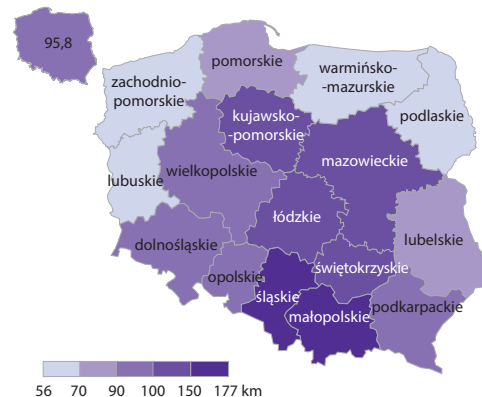 95,8
pomorskie
zachodnio-
pomorskie
warmińsko-
-mazurskie
podlaskie
kujawsko-
-pomorskie
mazowieckie
wielkopolskie
lubuskie
łódzkie
lubelskie
dolnośląskie
opolskie
śląskie
świętokrzyskie
małopolskie
podkarpackie
56 70 90 100 150 177 km